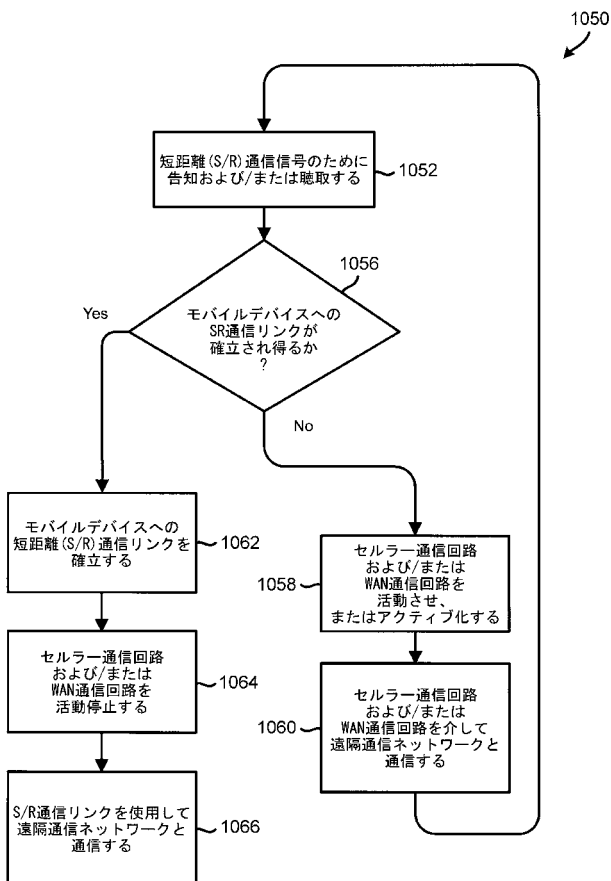 1050
短距離(S/R)通信信号のために
告知および/または聴取する
1052
1056
モバイルデバイスへの
SR通信リンクが
確立され得るか
?
Yes
No
モバイルデバイスへの
短距離(S/R)通信リンクを
確立する
1062
セルラー通信回路
および/または
WAN通信回路を
活動させ、
またはアクティブ化する
1058
セルラー通信回路
および/または
WAN通信回路を
活動停止する
1064
セルラー通信回路
および/または
WAN通信回路を介して
遠隔通信ネットワークと
通信する
1060
S/R通信リンクを使用して
遠隔通信ネットワークと
通信する
1066